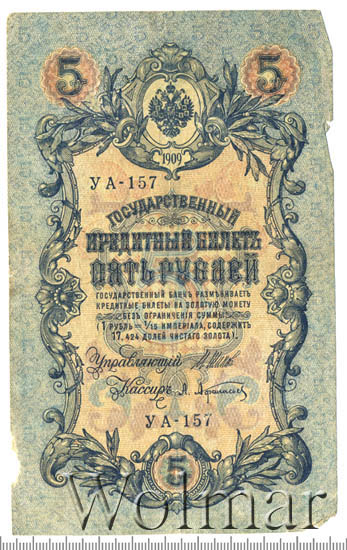 5 5
1909
УА-157
ГОСУДАРСТВЕННЫЙ
КРЕДИТНЫЙ БИЛЕТЪ
ПЯТЬ РУБЛЕЙ
ГОСУДАРСТВЕННЫЙ БАНКЪ РАЗМѢНИВАЕТЪ
КРЕДИТНЫЕ БИЛЕТЫ НА ЗОЛОТУЮ МОНЕТУ
БЕЗЪ ОГРАНИЧЕНІЯ СУММЫ
(1 РУБЛЬ = 1/15 ИМПЕРІАЛА, СОДЕРЖИТЪ
17,424 ДОЛЕЙ ЧИСТАГО ЗОЛОТА).
Управляющій
Кассиръ
УА-157
5
Wolmar